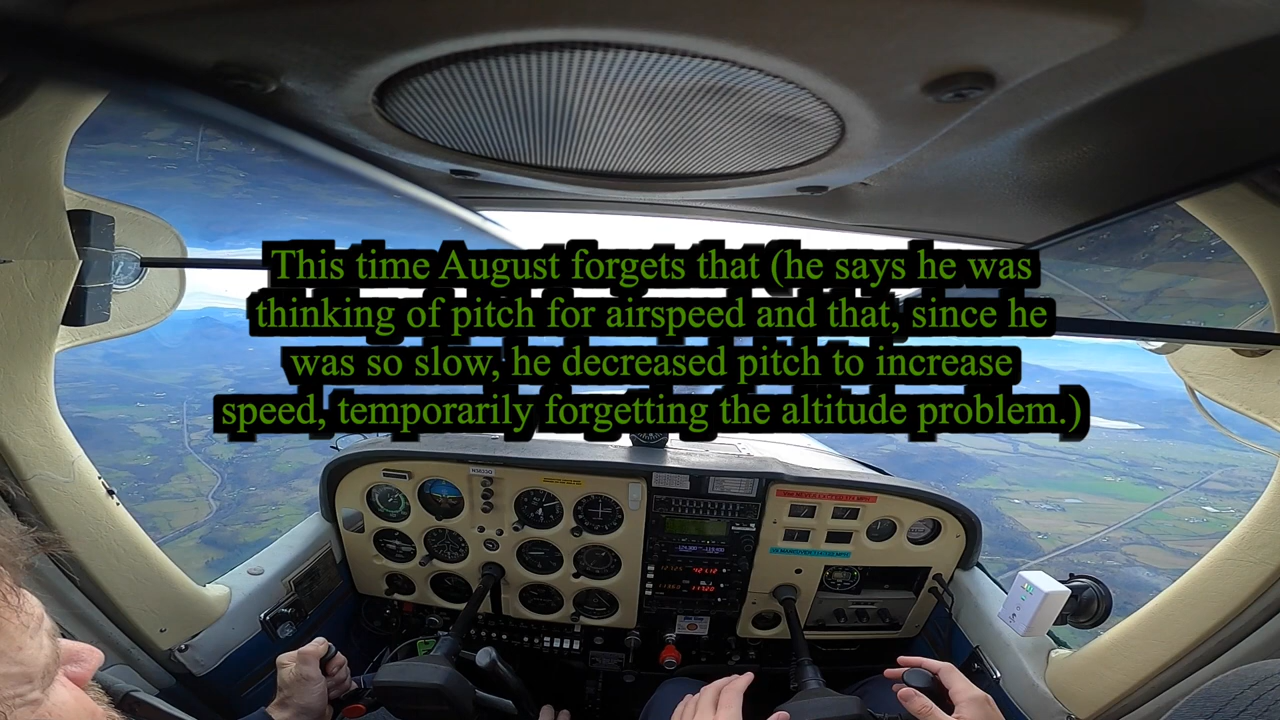 This time August forgets that (he says he was
thinking of pitch for airspeed and that, since he
was so slow, he decreased pitch to increase
speed, temporarily forgetting the altitude problem.)